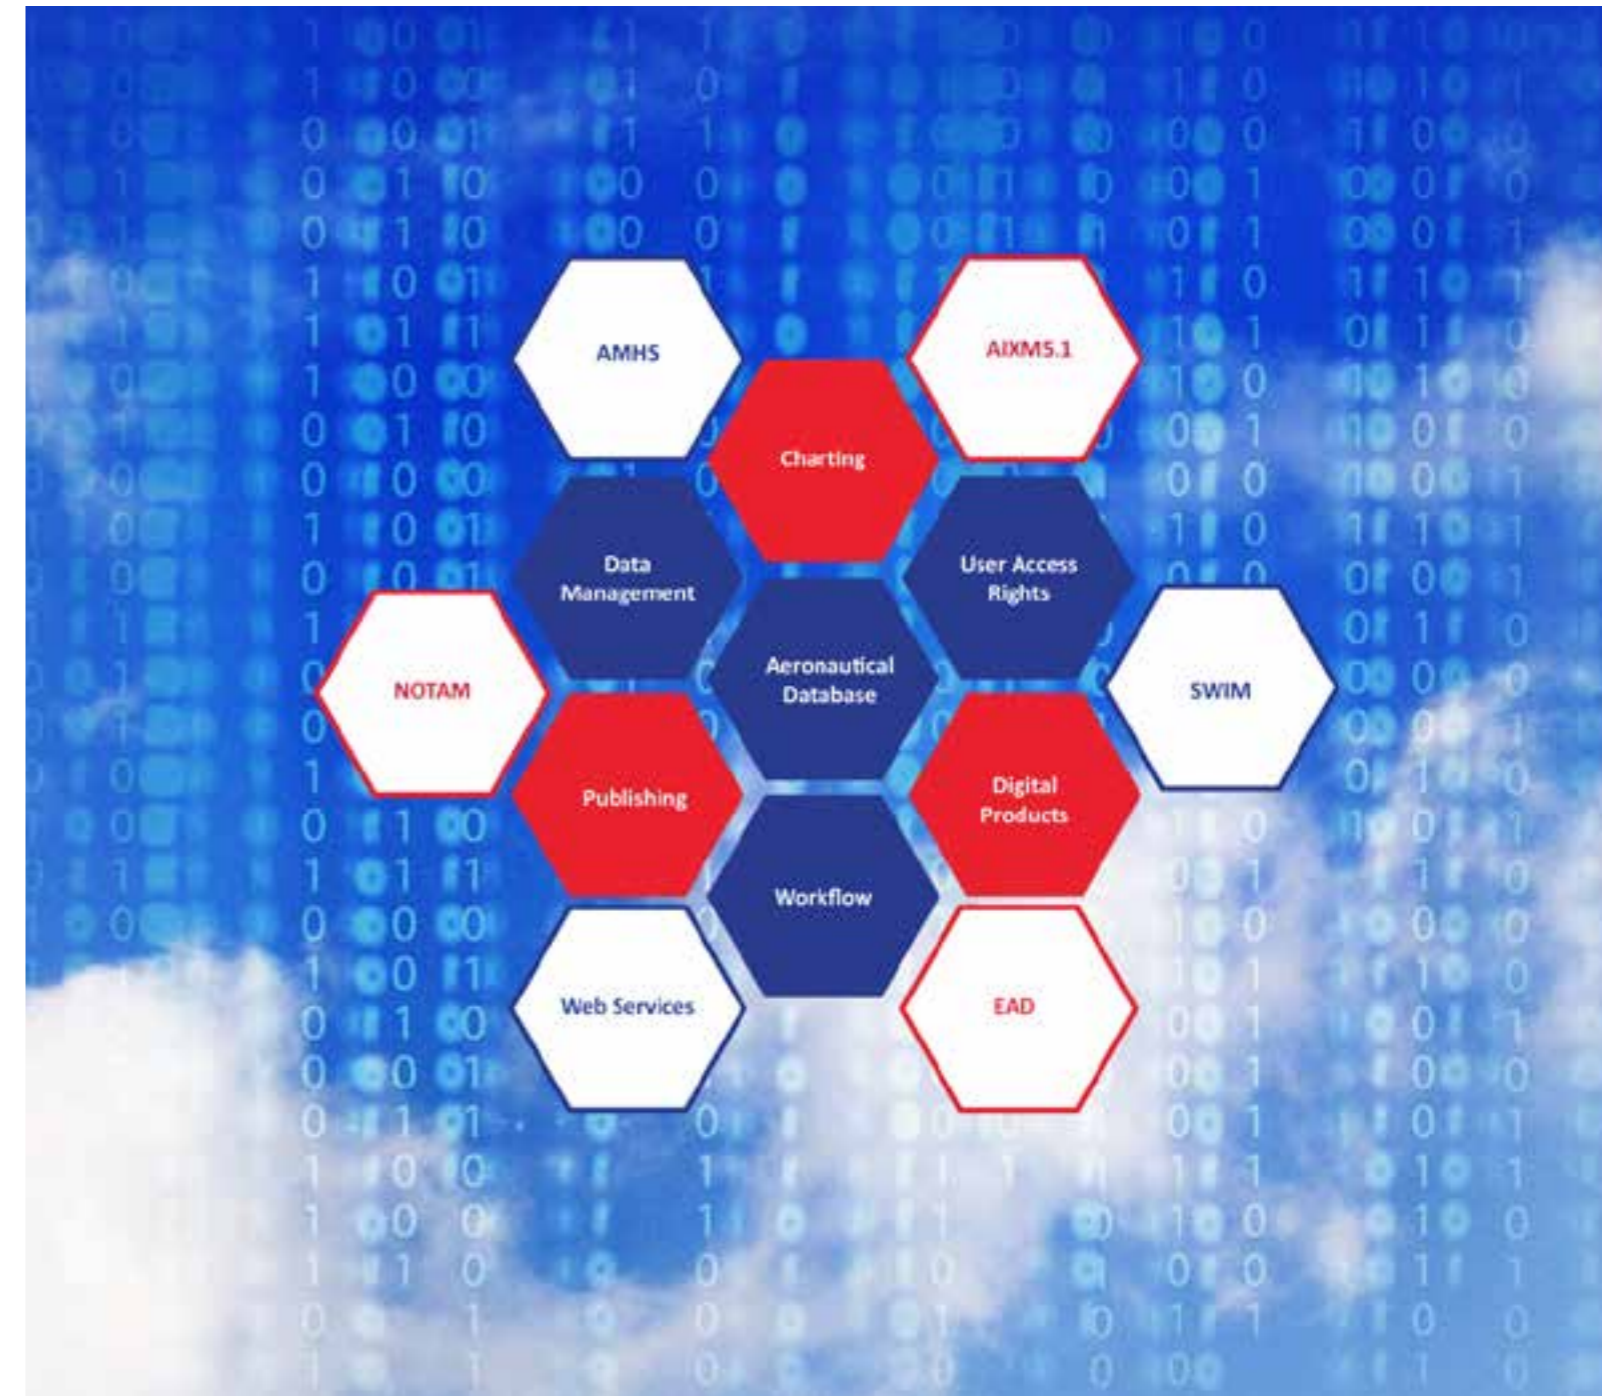 AMHS
AIXM5.1
Charting
Data
Management
User Access
Rights
NOTAM
Aeronautical
Database
SWIM
Publishing
Digital
Products
Workflow
Web Services
EAD